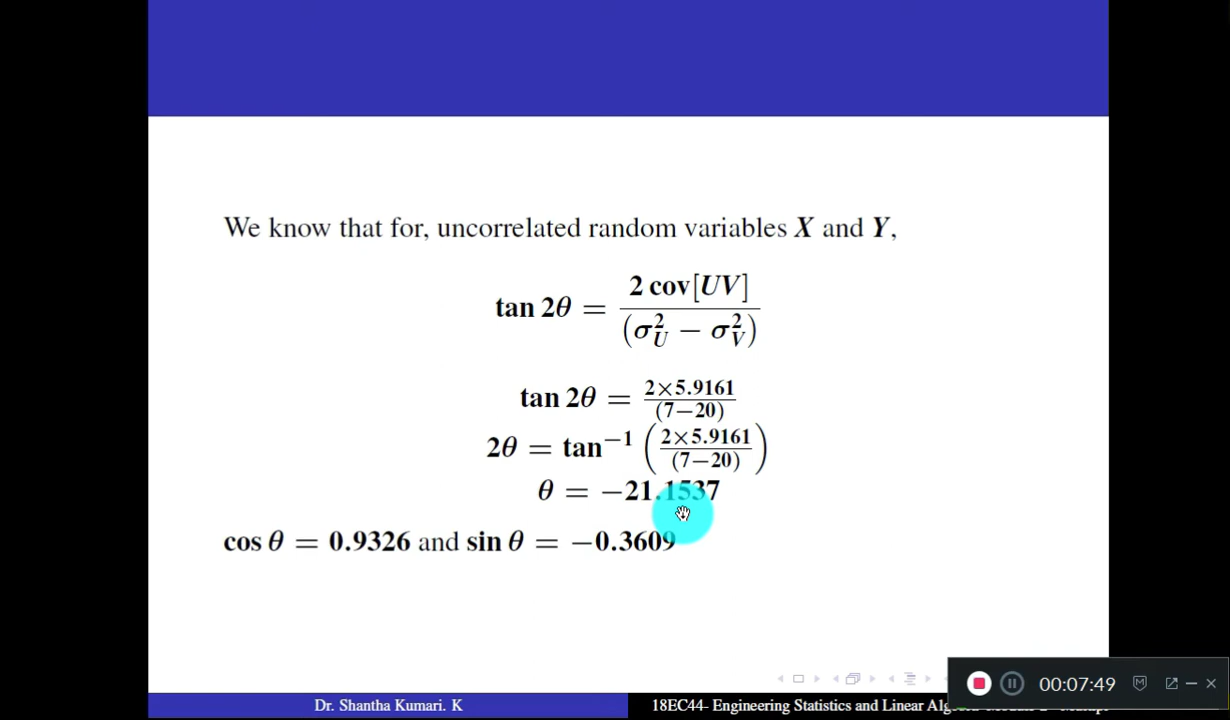 We know that for, uncorrelated random variables X and Y,
tan 2θ = 2 cov[UV] / (σ²_U − σ²_V)
tan 2θ = 2×5.9161 / (7−20)
2θ = tan⁻¹ (2×5.9161 / (7−20))
θ = −21.1537
cos θ = 0.9326 and sin θ = −0.3609
00:07:49
Dr. Shantha Kumari. K
18EC44- Engineering Statistics and Linear